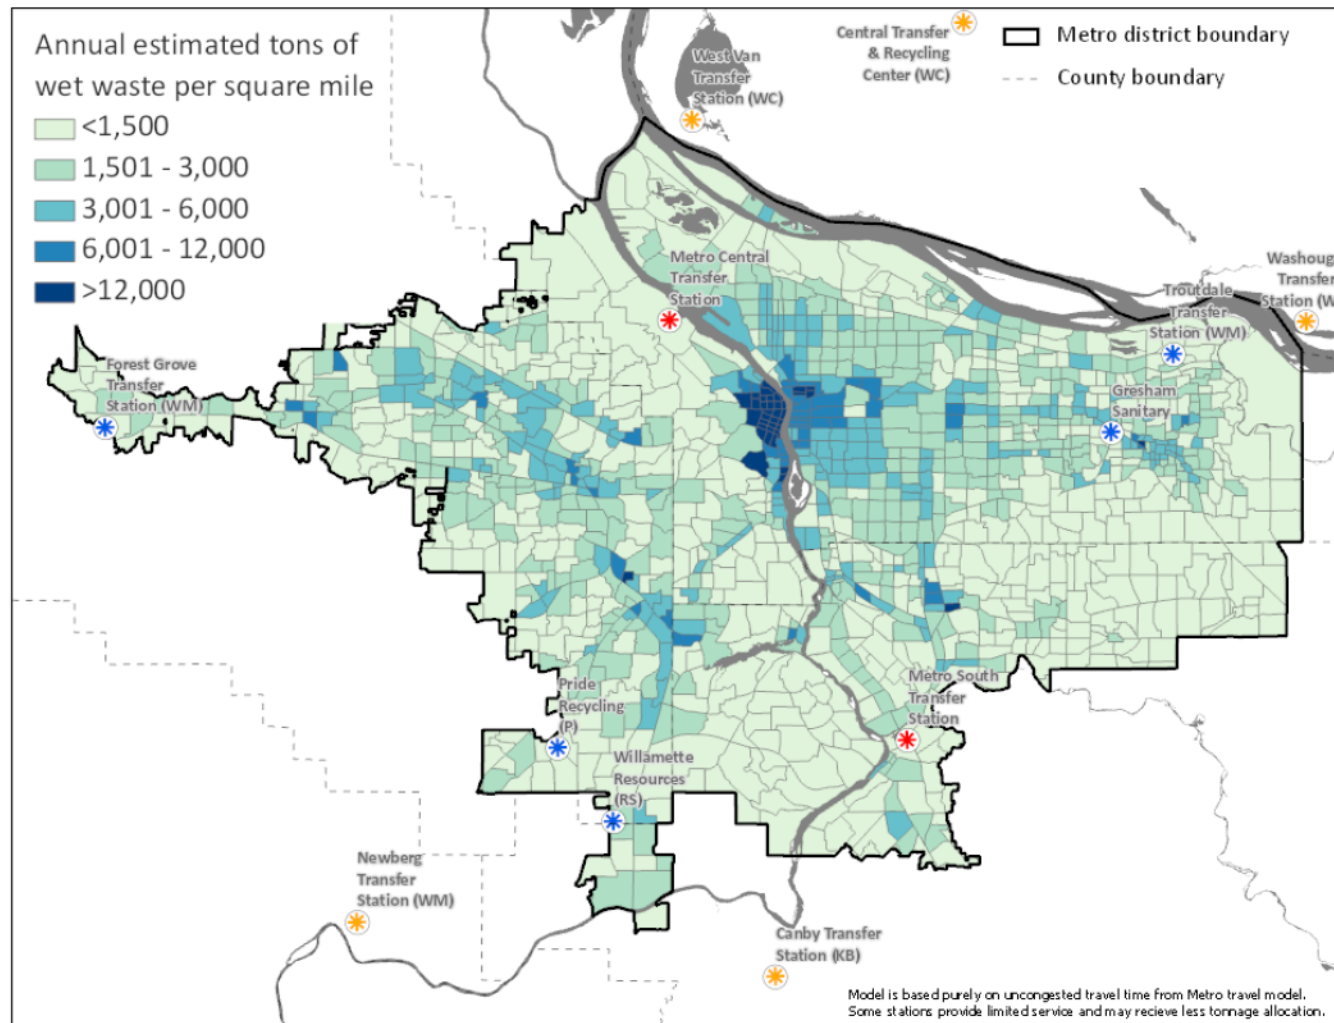 Annual estimated tons of
wet waste per square mile
<1,500
1,501 - 3,000
3,001 - 6,000
6,001 - 12,000
>12,000
Central Transfer
& Recycling
Center (WC)
Metro district boundary
County boundary
West Van
Transfer
Station (WC)
Metro Central
Transfer
Station
Washoug
Transfer
Station (W
Troutdale
Transfer
Station (WM)
Forest Grove
Transfer
Station (WM)
Gresham
Sanitary
Pride
Recycling
(P)
Metro South
Transfer
Station
Willamette
Resources
(RS)
Newberg
Transfer
Station (WM)
Canby Transfer
Station (KB)
Model is based purely on uncongested travel time from Metro travel model.
Some stations provide limited service and may recieve less tonnage allocation.